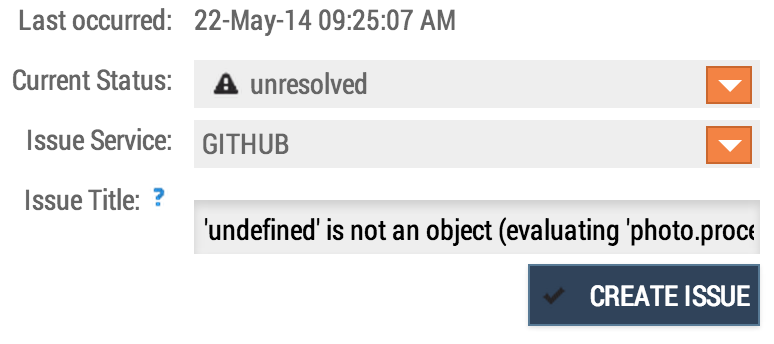 Last occurred: 22-May-14 09:25:07 AM
Current Status: unresolved
Issue Service: GITHUB
Issue Title: ?
'undefined' is not an object (evaluating 'photo.proce
CREATE ISSUE